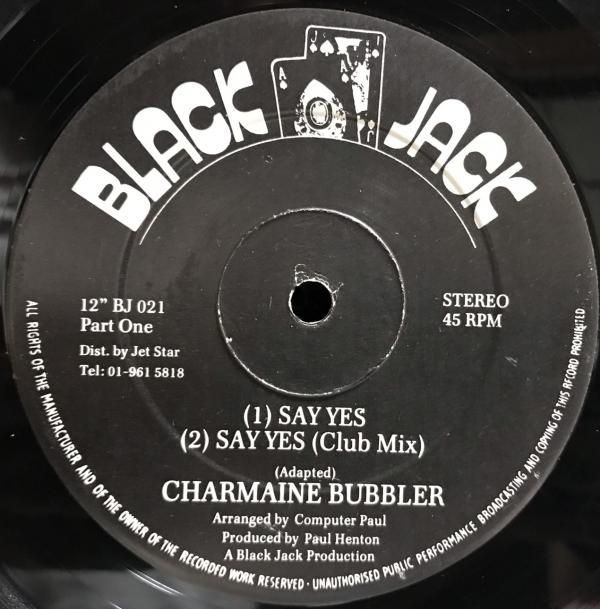 BLACK JACK
12" BJ 021
Part One
Dist. by Jet Star
Tel: 01-961 5818
STEREO
45 RPM
(1) SAY YES
(2) SAY YES (Club Mix)
(Adapted)
CHARMAINE BUBBLER
Arranged by Computer Paul
Produced by Paul Henton
A Black Jack Production
ALL RIGHTS OF THE MANUFACTURER AND OF THE OWNER OF THE RECORDED WORK RESERVED · UNAUTHORISED PUBLIC PERFORMANCE BROADCASTING AND COPYING OF THIS RECORD PROHIBITED